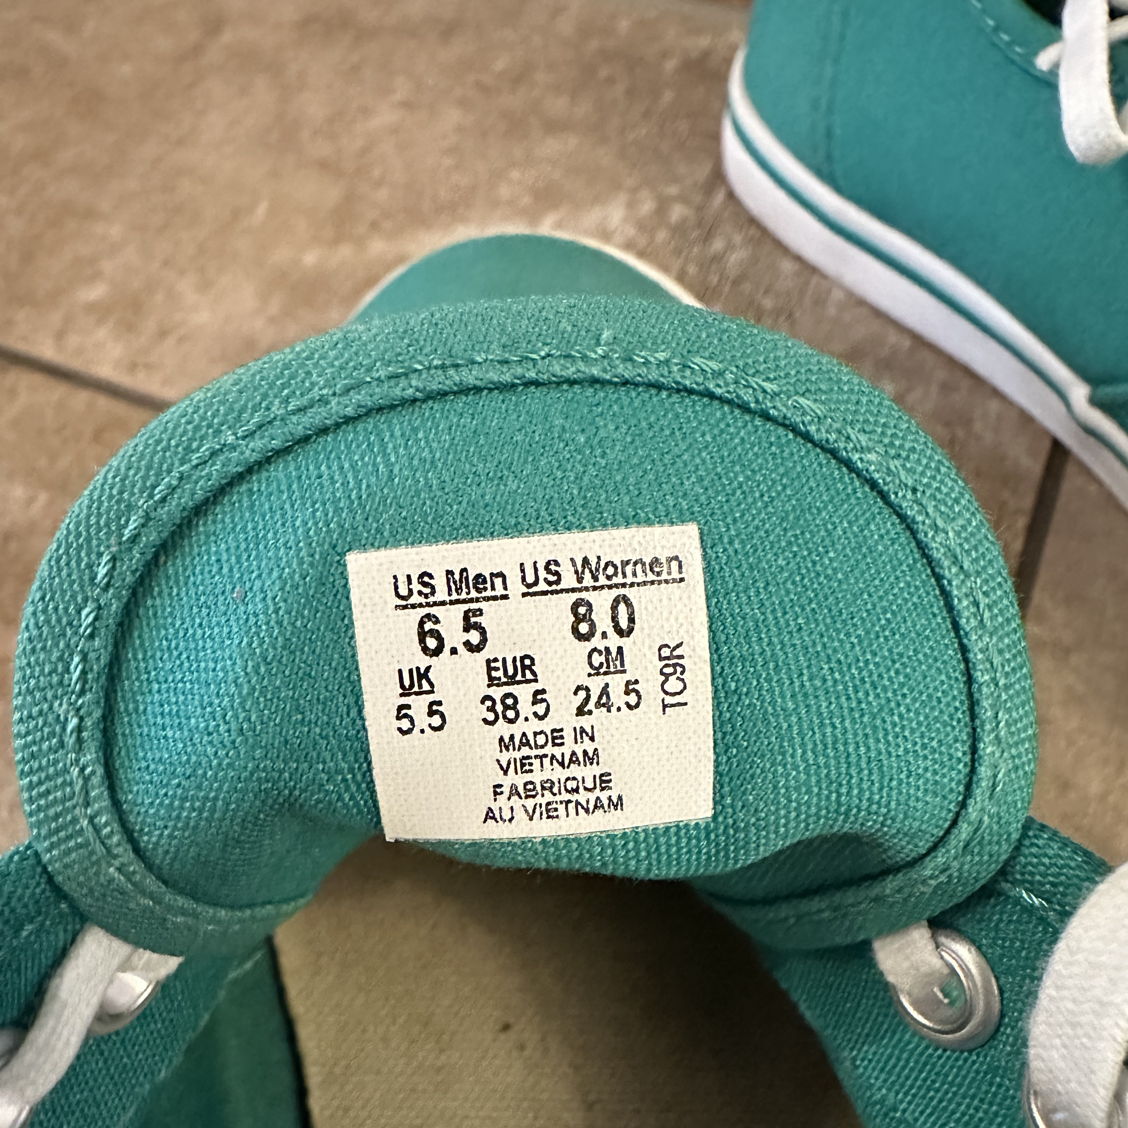 US Men US Women
6.5 8.0
UK EUR CM
5.5 38.5 24.5
TC9R
MADE IN
VIETNAM
FABRIQUE
AU VIETNAM